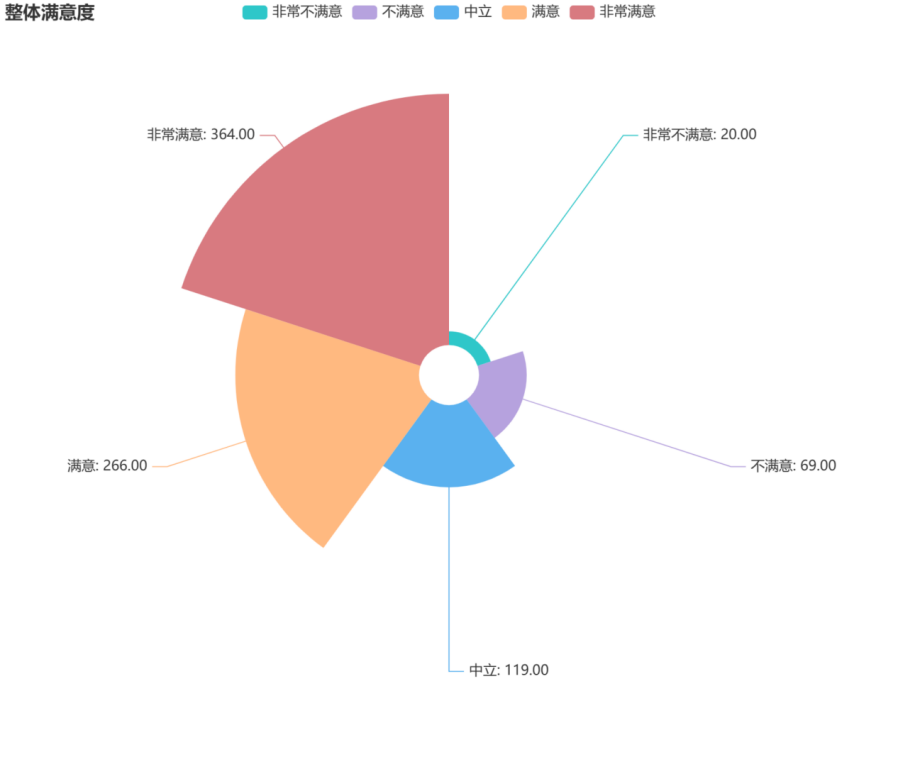 整体满意度
非常不满意 不满意 中立 满意 非常满意
非常满意: 364.00
非常不满意: 20.00
满意: 266.00
不满意: 69.00
中立: 119.00